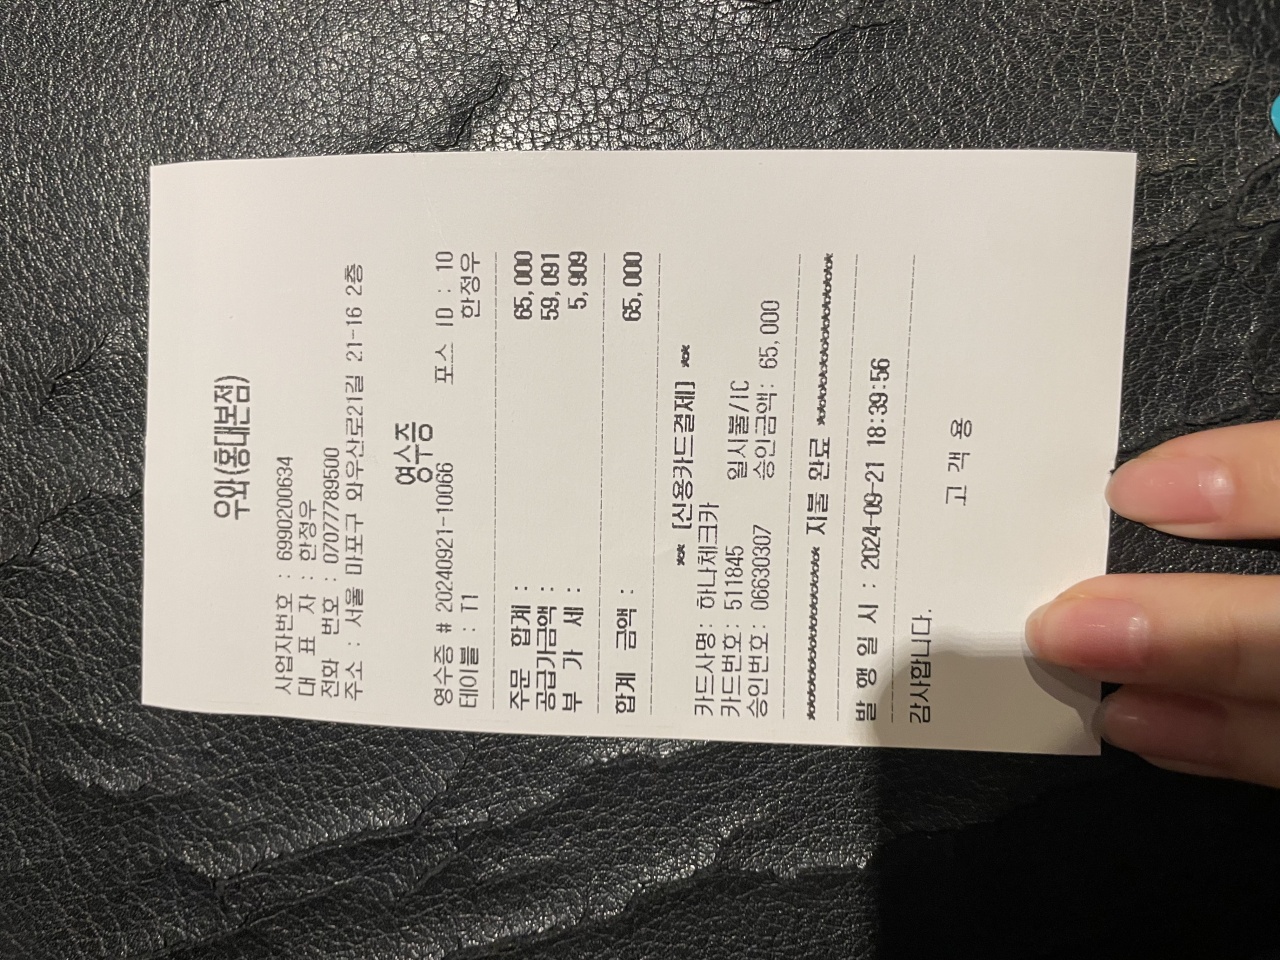 우와(홍대본점)
사업자번호 : 6990200634
대 표 자 : 한정우
전화 번호 : 07077789500
주소 : 서울 마포구 와우산로21길 21-16 2층
영수증
영수증 # 20240921-10066 포스 ID : 10
테이블 : T1 한정우
주문 합계 : 65,000
공급가금액 : 59,091
부 가 세 : 5,909
합계 금액 : 65,000
** [신용카드결제] **
카드사명: 하나체크카
카드번호: 511845 일시불/IC
승인번호: 06630307 승인금액: 65,000
****************** 지불 완료 ******************
발 행 일 시 : 2024-09-21 18:39:56
감사합니다.
고 객 용